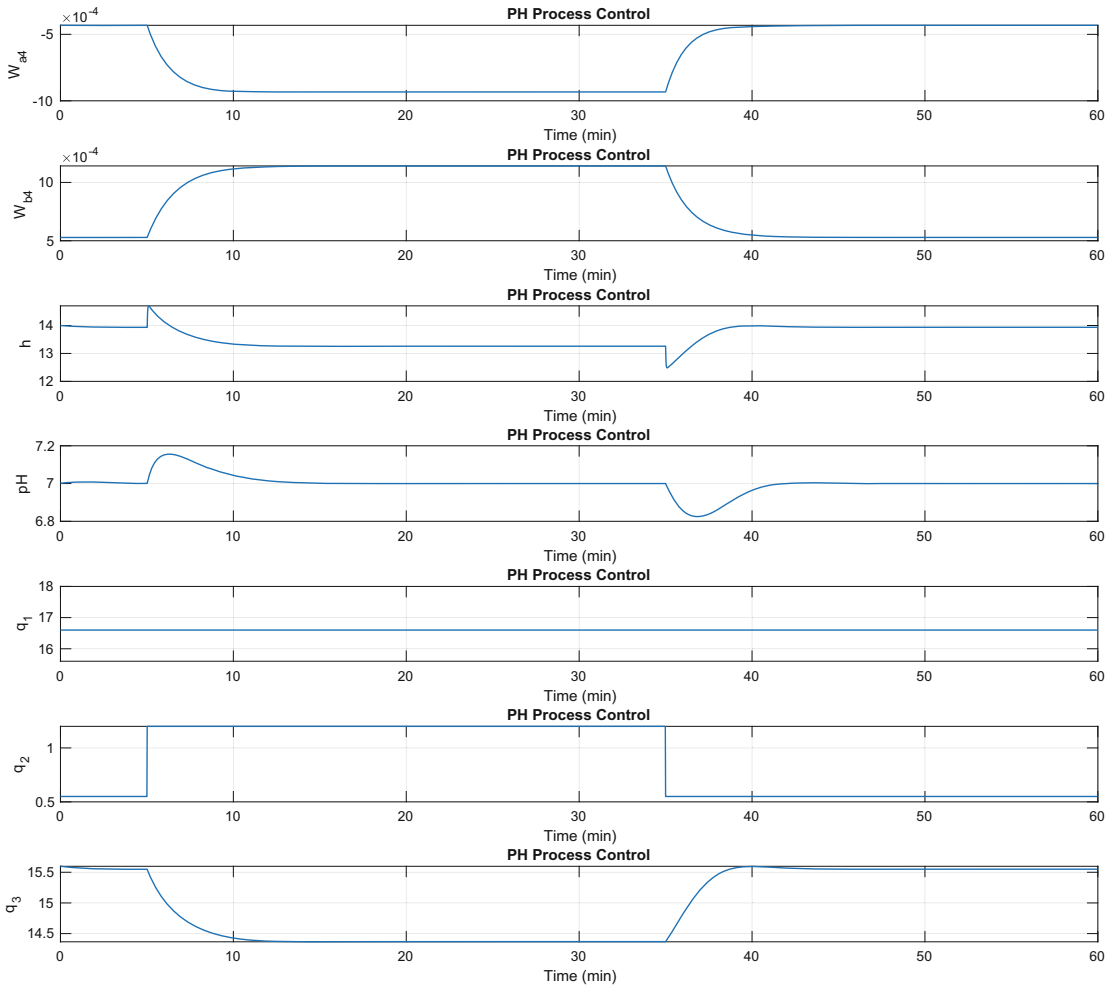 ×10⁻⁴ PH Process Control
-5
W_a4
-10
0 10 20 30 40 50 60
Time (min)
×10⁻⁴ PH Process Control
10
W_b4
5
0 10 20 30 40 50 60
Time (min)
PH Process Control
14
h
13
12
0 10 20 30 40 50 60
Time (min)
PH Process Control
7.2
pH
7
6.8
0 10 20 30 40 50 60
Time (min)
PH Process Control
18
q_1
17
16
0 10 20 30 40 50 60
Time (min)
PH Process Control
1
q_2
0.5
0 10 20 30 40 50 60
Time (min)
PH Process Control
15.5
q_3
15
14.5
0 10 20 30 40 50 60
Time (min)